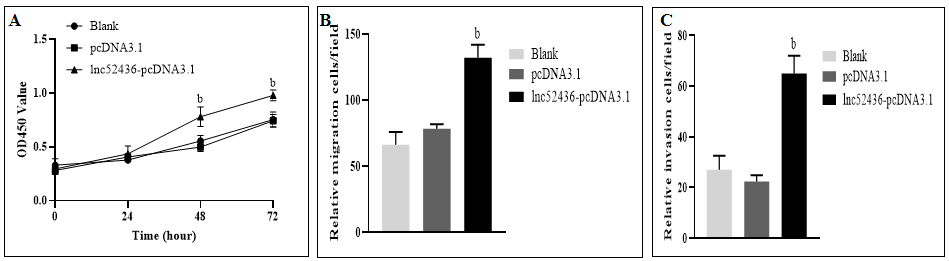 A
Blank
pcDNA3.1
lnc52436-pcDNA3.1
OD450 Value
1.5
1.0
0.5
0.0
b
b
0
24
48
72
Time (hour)
B
Relative migration cells/field
150
100
50
0
b
Blank
pcDNA3.1
lnc52436-pcDNA3.1
C
Relative invasion cells/field
80
60
40
20
0
b
Blank
pcDNA3.1
lnc52436-pcDNA3.1